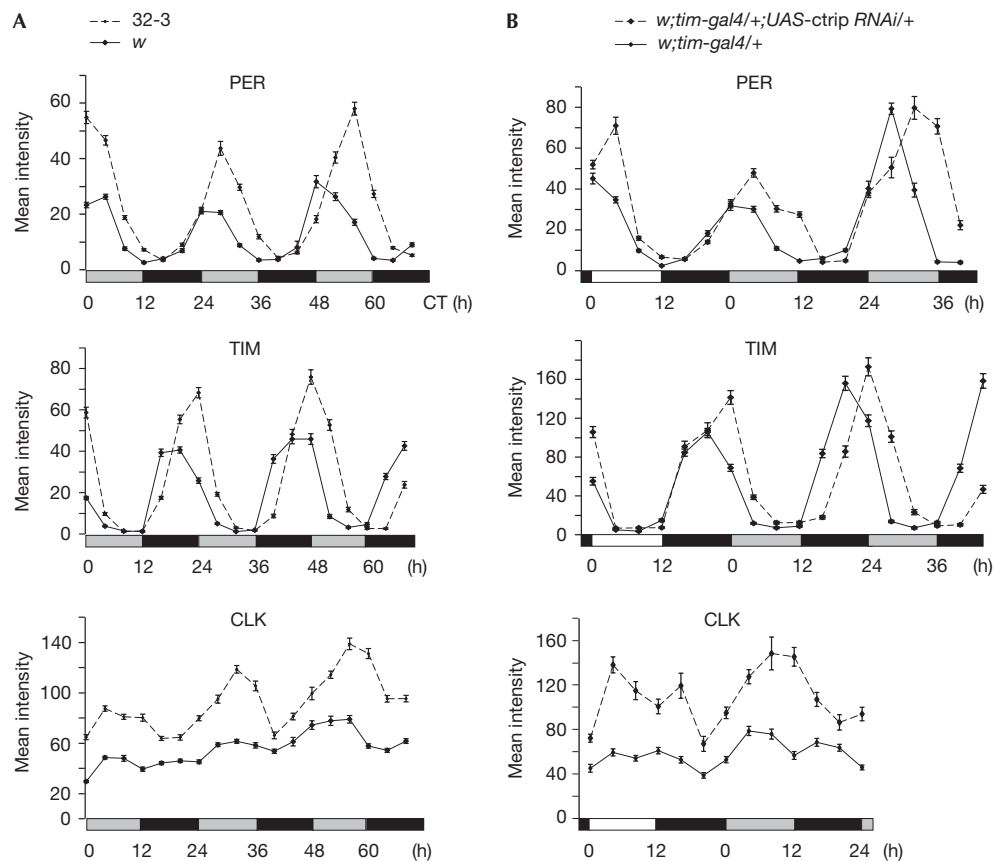 A
32-3
w
PER
Mean intensity
60
40
20
0
0 12 24 36 48 60 CT (h)
TIM
Mean intensity
80
60
40
20
0
0 12 24 36 48 60 (h)
CLK
Mean intensity
140
100
60
20
0
0 12 24 36 48 60 (h)
B
w;tim-gal4/+;UAS-ctrip RNAi/+
w;tim-gal4/+
PER
Mean intensity
80
60
40
20
0
0 12 0 12 24 36 (h)
TIM
Mean intensity
160
120
80
40
0
0 12 0 12 24 36 (h)
CLK
Mean intensity
160
120
80
40
0
0 12 0 12 24 (h)